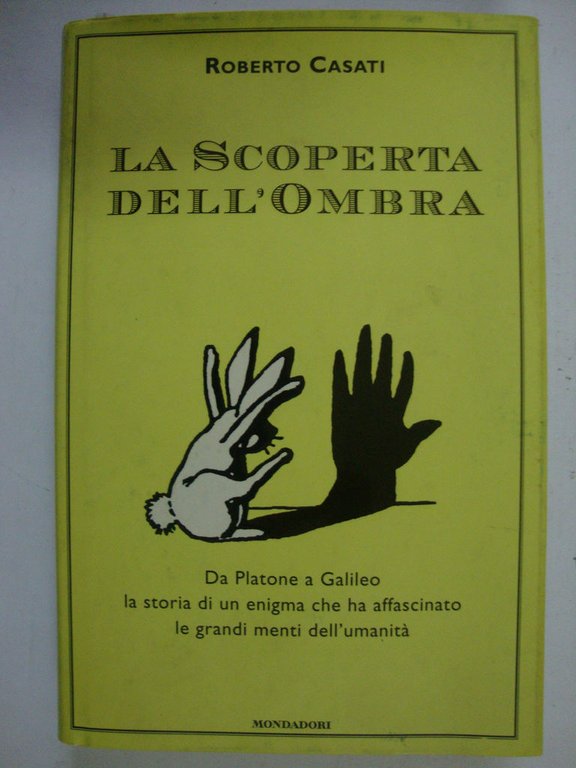 ROBERTO CASATI
LA SCOPERTA
DELL'OMBRA
Da Platone a Galileo
la storia di un enigma che ha affascinato
le grandi menti dell'umanità
MONDADORI